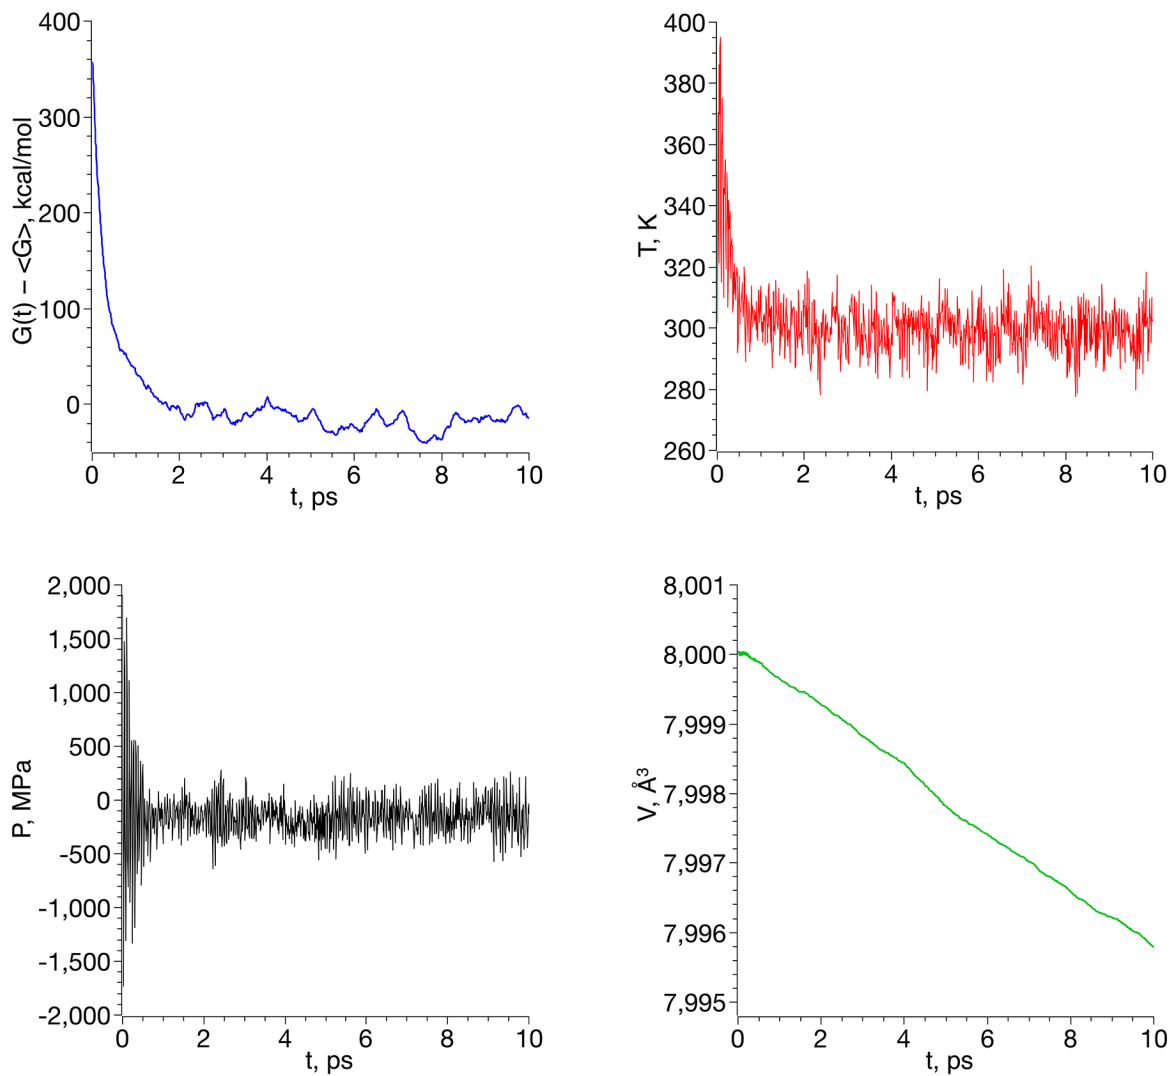 400
300
200
100
0
G(t) − <G>, kcal/mol
0 2 4 6 8 10
t, ps
400
380
360
340
320
300
280
260
T, K
0 2 4 6 8 10
t, ps
2,000
1,500
1,000
500
0
-500
-1,000
-1,500
-2,000
P, MPa
0 2 4 6 8 10
t, ps
8,001
8,000
7,999
7,998
7,997
7,996
7,995
V, Å³
0 2 4 6 8 10
t, ps